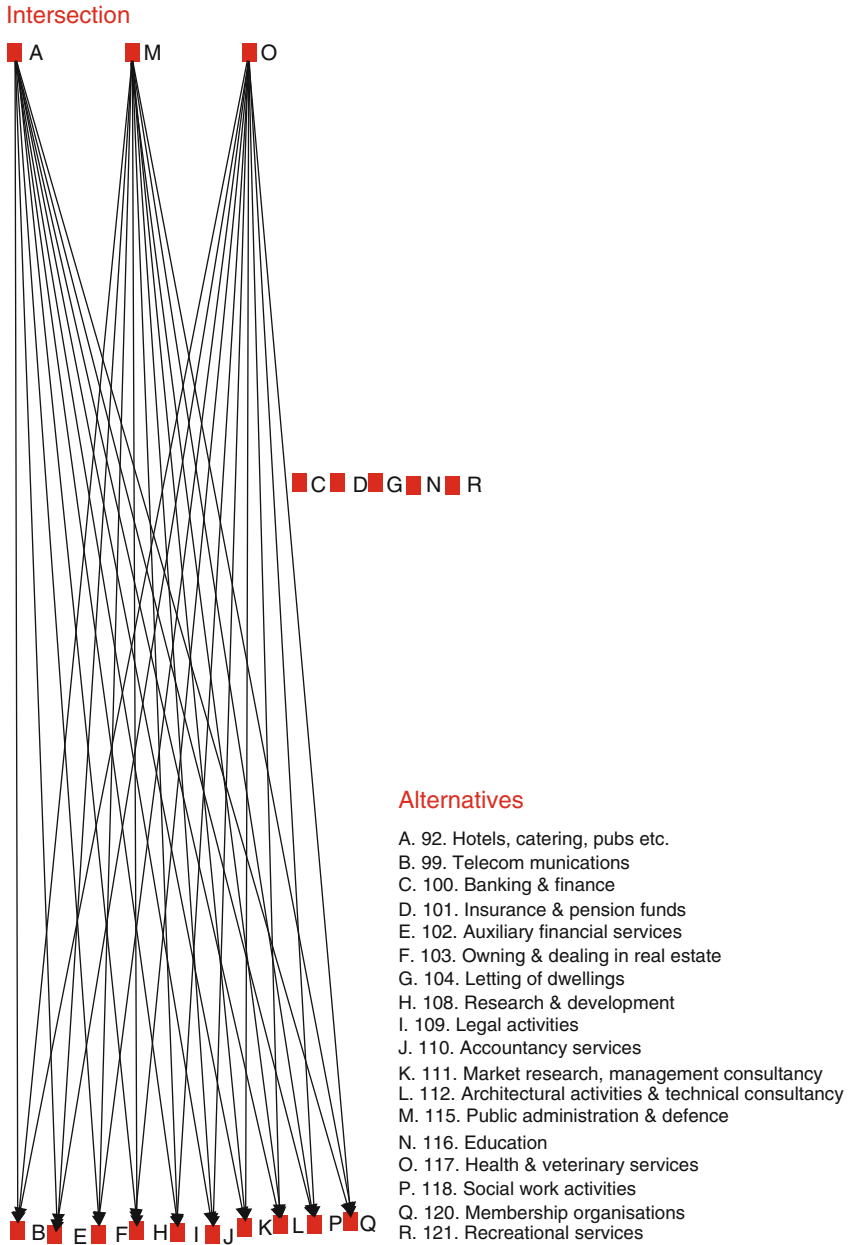 Intersection
A M O
C D G N R
B E F H I J K L P Q
Alternatives
A. 92. Hotels, catering, pubs etc.
B. 99. Telecom munications
C. 100. Banking & finance
D. 101. Insurance & pension funds
E. 102. Auxiliary financial services
F. 103. Owning & dealing in real estate
G. 104. Letting of dwellings
H. 108. Research & development
I. 109. Legal activities
J. 110. Accountancy services
K. 111. Market research, management consultancy
L. 112. Architectural activities & technical consultancy
M. 115. Public administration & defence
N. 116. Education
O. 117. Health & veterinary services
P. 118. Social work activities
Q. 120. Membership organisations
R. 121. Recreational services